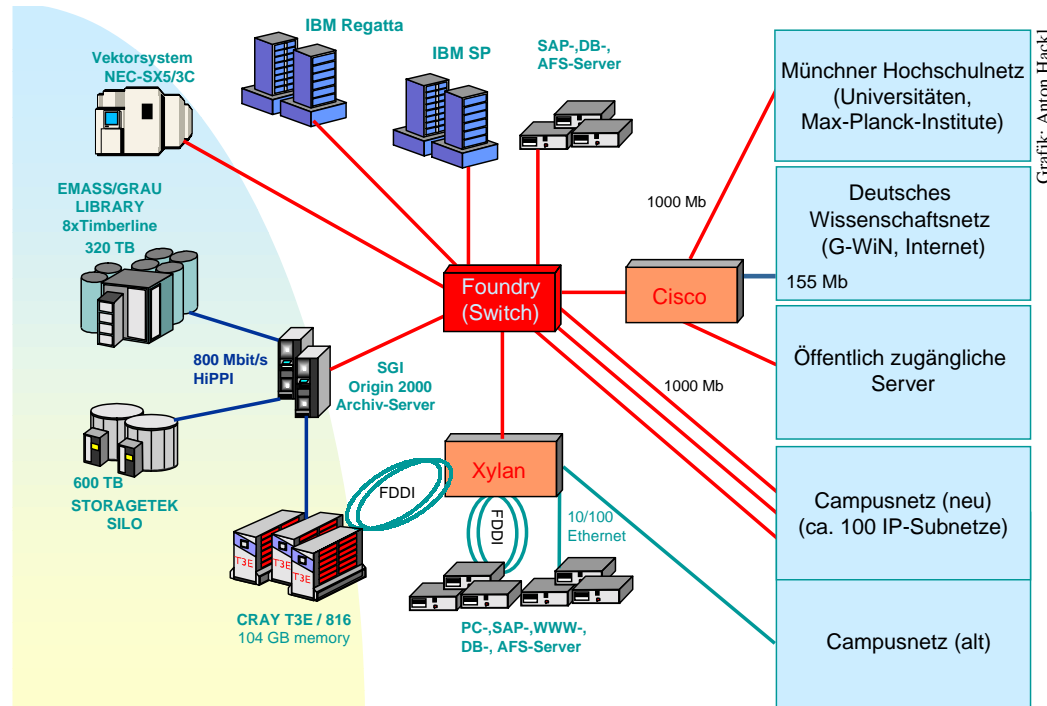 IBM Regatta
Vektorsystem
NEC-SX5/3C
IBM SP
SAP-,DB-,
AFS-Server
Münchner Hochschulnetz
(Universitäten,
Max-Planck-Institute)
Grafik: Anton Hackl
EMASS/GRAU
LIBRARY
8xTimberline
320 TB
1000 Mb
Deutsches
Wissenschaftsnetz
(G-WiN, Internet)
155 Mb
Foundry
(Switch)
Cisco
800 Mbit/s
HiPPI
SGI
Origin 2000
Archiv-Server
1000 Mb
Öffentlich zugängliche
Server
600 TB
STORAGETEK
SILO
Xylan
FDDI
FDDI
10/100
Ethernet
Campusnetz (neu)
(ca. 100 IP-Subnetze)
T3E
T3E
T3E
CRAY T3E / 816
104 GB memory
PC-,SAP-,WWW-,
DB-, AFS-Server
Campusnetz (alt)